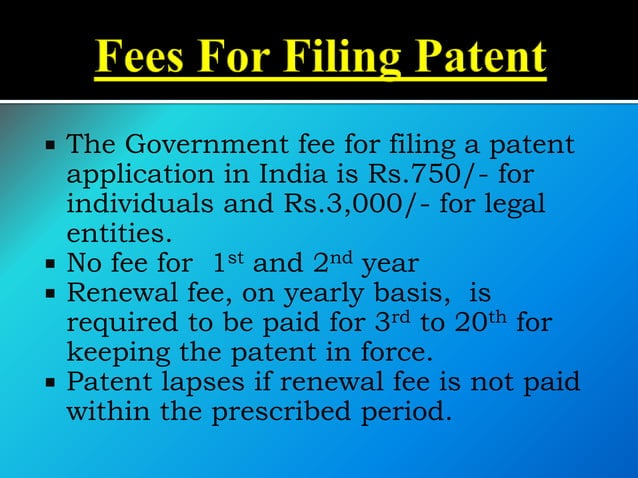 Fees For Filing Patent
The Government fee for filing a patent
application in India is Rs.750/- for
individuals and Rs.3,000/- for legal
entities.
No fee for  1st and 2nd year
Renewal fee, on yearly basis,  is
required to be paid for 3rd to 20th for
keeping the patent in force.
Patent lapses if renewal fee is not paid
within the prescribed period.